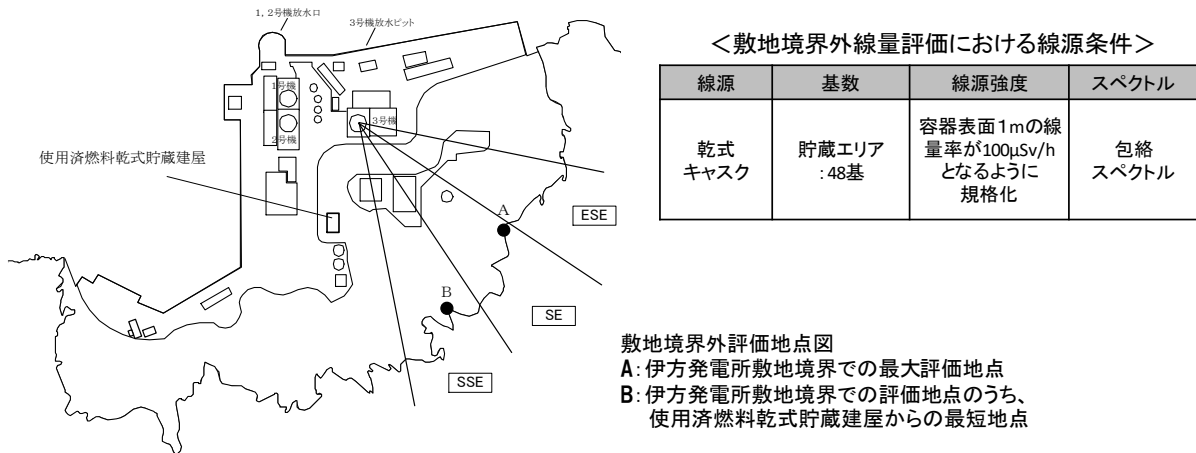 1, 2号機放水口
3号機放水ピット
1号機
2号機
3号機
使用済燃料乾式貯蔵建屋
A
ESE
B
SE
SSE
＜敷地境界外線量評価における線源条件＞
線源
基数
線源強度
スペクトル
乾式
キャスク
貯蔵エリア
：48基
容器表面1mの線
量率が100μSv/h
となるように
規格化
包絡
スペクトル
敷地境界外評価地点図
A：伊方発電所敷地境界での最大評価地点
B：伊方発電所敷地境界での評価地点のうち、
使用済燃料乾式貯蔵建屋からの最短地点